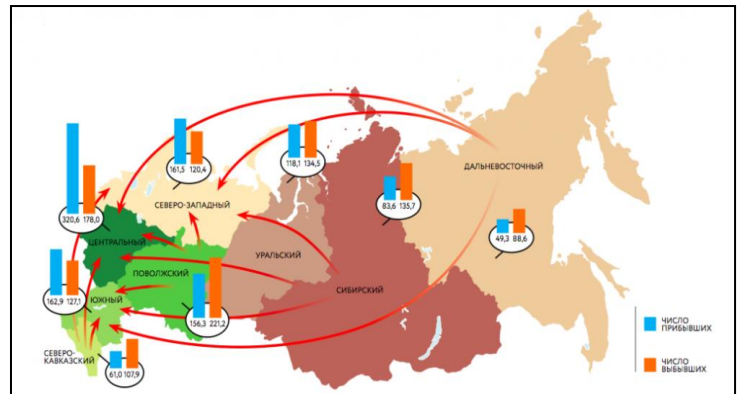 161,5 120,4
118,1 134,5
ДАЛЬНЕВОСТОЧНЫЙ
83,6 135,7
СЕВЕРО-ЗАПАДНЫЙ
320,6 178,0
49,3 88,6
ЦЕНТРАЛЬНЫЙ
УРАЛЬСКИЙ
ПОВОЛЖСКИЙ
СИБИРСКИЙ
162,9 127,1
ЮЖНЫЙ
156,3 221,2
ЧИСЛО
ПРИБЫВШИХ
СЕВЕРО-
КАВКАЗСКИЙ
61,0 107,9
ЧИСЛО
ВЫБЫВШИХ